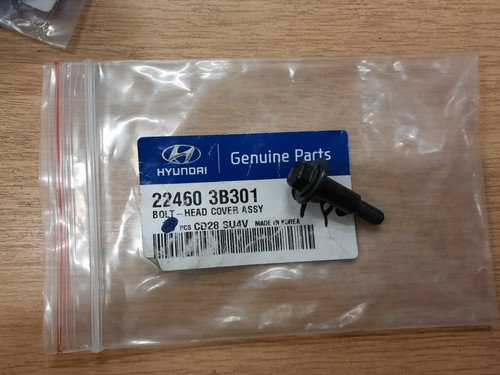 HYUNDAI
Genuine Parts
22460 3B301
BOLT-HEAD COVER ASSY
PCS CD28 SU4V MADE IN KOREA